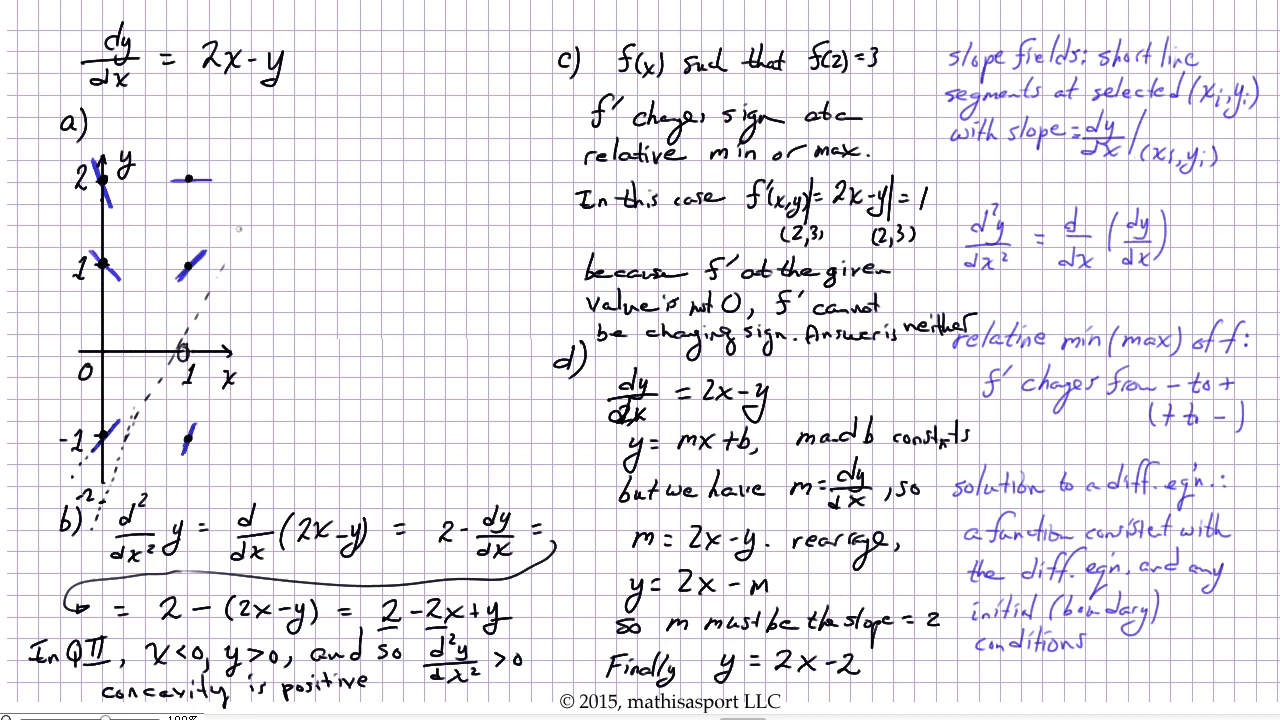 dy/dx = 2x-y
a)
y
2
1
0
1
x
-1
-2
b) d²/dx² y = d/dx (2x-y) = 2 - dy/dx =
= 2 - (2x-y) = 2-2x+y
In QII, x<0, y>0, and so d²y/dx² >0
concavity is positive
c) f(x) such that f(2)=3
f' changes sign at a
relative min or max.
In this case f'(x,y)|(2,3) = 2x-y|(2,3) = 1
because f' at the given
value is not 0, f' cannot
be changing sign. Answer is neither
d)
dy/dx = 2x-y
y = mx+b, m and b constants
but we have m = dy/dx, so
m = 2x-y. rearrange,
y = 2x - m
so m must be the slope = 2
Finally y = 2x-2
slope fields: short line
segments at selected (xi,yi)
with slope = dy/dx|(xi,yi)
d²y/dx² = d/dx (dy/dx)
relative min (max) of f:
f' changes from - to +
(+ to -)
solution to a diff. eq'n.:
a function consistent with
the diff. eq'n. and any
initial (boundary)
conditions
© 2015, mathisasport LLC
100%